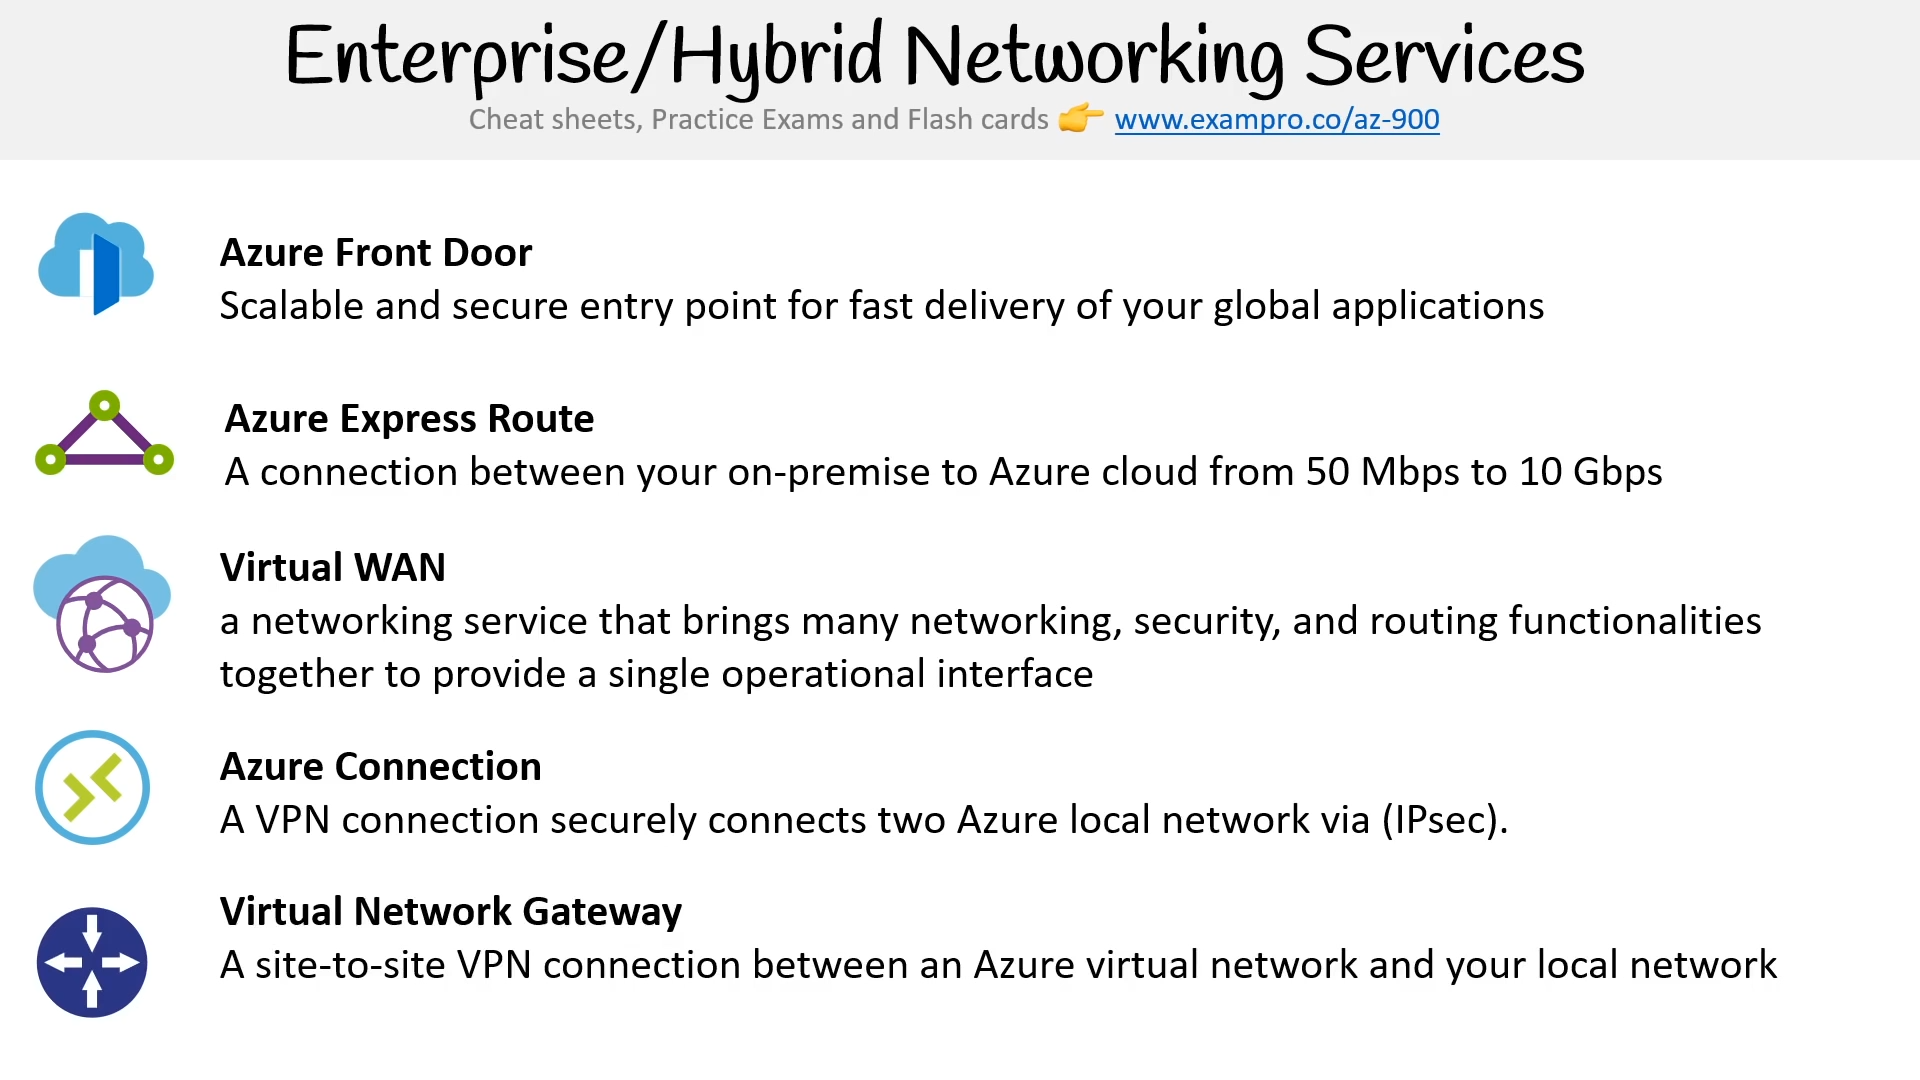 Enterprise/Hybrid Networking Services
Cheat sheets, Practice Exams and Flash cards 👉 www.exampro.co/az-900
Azure Front Door
Scalable and secure entry point for fast delivery of your global applications
Azure Express Route
A connection between your on-premise to Azure cloud from 50 Mbps to 10 Gbps
Virtual WAN
a networking service that brings many networking, security, and routing functionalities
together to provide a single operational interface
Azure Connection
A VPN connection securely connects two Azure local network via (IPsec).
Virtual Network Gateway
A site-to-site VPN connection between an Azure virtual network and your local network